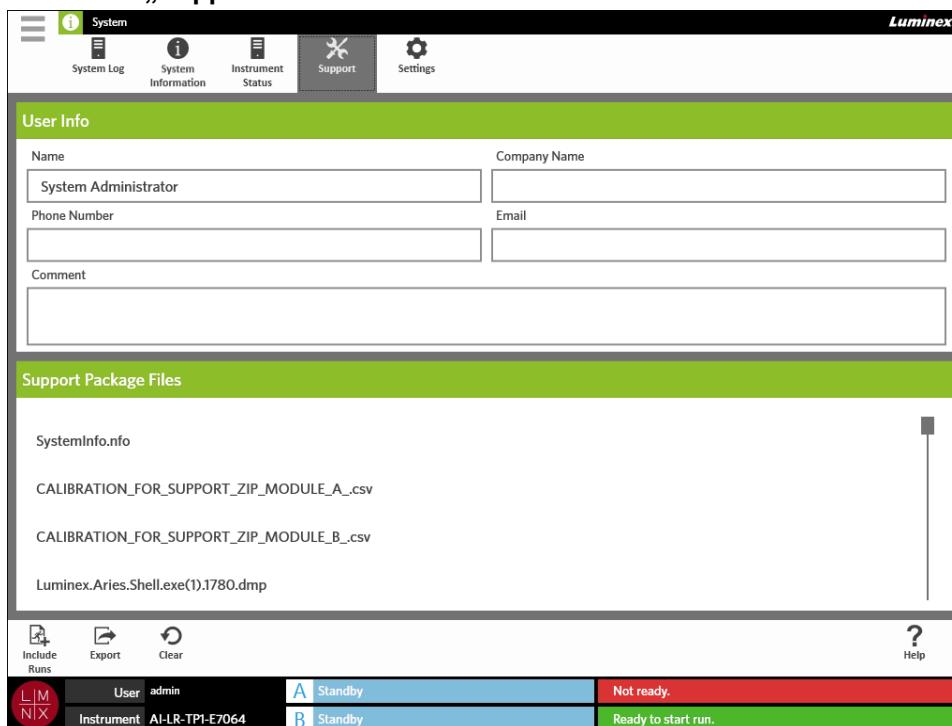 System
Luminex
System Log
System
Information
Instrument
Status
Support
Settings
User Info
Name
Company Name
System Administrator
Phone Number
Email
Comment
Support Package Files
SystemInfo.nfo
CALIBRATION_FOR_SUPPORT_ZIP_MODULE_A_.csv
CALIBRATION_FOR_SUPPORT_ZIP_MODULE_B_.csv
Luminex.Aries.Shell.exe(1).1780.dmp
Include
Runs
Export
Clear
?
Help
LM
NX
User admin
A Standby
Not ready.
Instrument AI-LR-TP1-E7064
B Standby
Ready to start run.